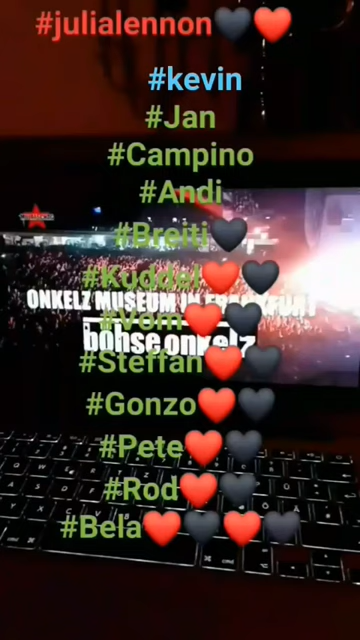 #julialennon🖤❤️
#kevin
#Jan
#Campino
#Andi
#Breiti🖤
#Kuddel❤️🖤
ONKELZ MUSEUM IN FRANKFURT
#Vom❤️🖤
böhse onkelz
#Steffan❤️🖤
#Gonzo❤️🖤
#Pete❤️🖤
#Rod❤️🖤
#Bela❤️🖤❤️🖤